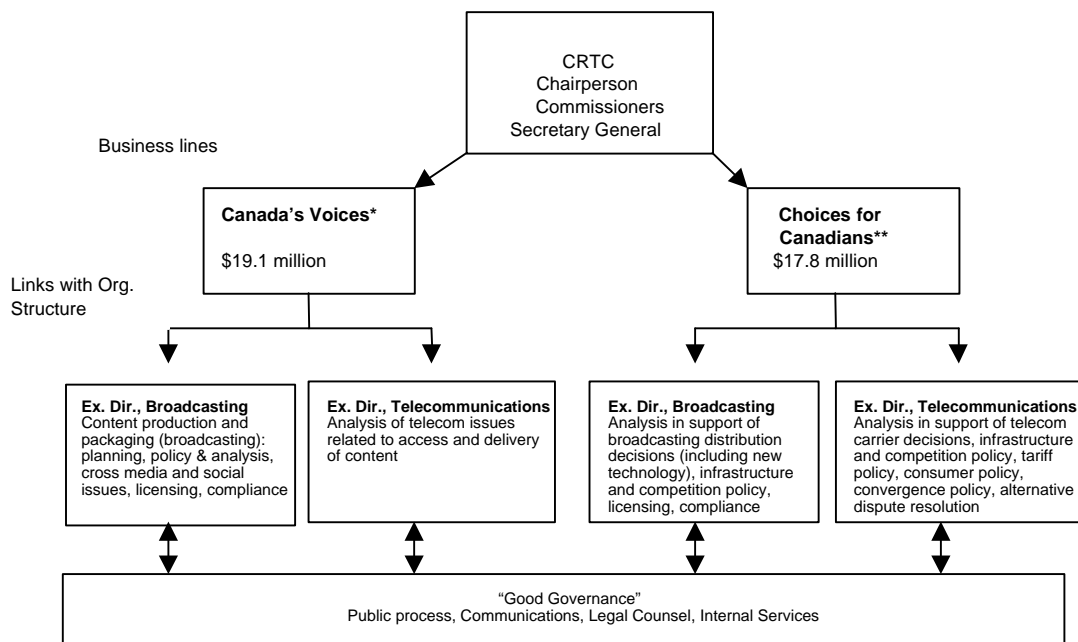 CRTC
Chairperson
Commissioners
Secretary General
Business lines
Canada's Voices*
$19.1 million
Choices for
Canadians**
$17.8 million
Links with Org.
Structure
Ex. Dir., Broadcasting
Content production and
packaging (broadcasting):
planning, policy & analysis,
cross media and social
issues, licensing, compliance
Ex. Dir., Telecommunications
Analysis of telecom issues
related to access and delivery
of content
Ex. Dir., Broadcasting
Analysis in support of
broadcasting distribution
decisions (including new
technology), infrastructure
and competition policy,
licensing, compliance
Ex. Dir., Telecommunications
Analysis in support of telecom
carrier decisions, infrastructure
and competition policy, tariff
policy, consumer policy,
convergence policy, alternative
dispute resolution
“Good Governance”
Public process, Communications, Legal Counsel, Internal Services